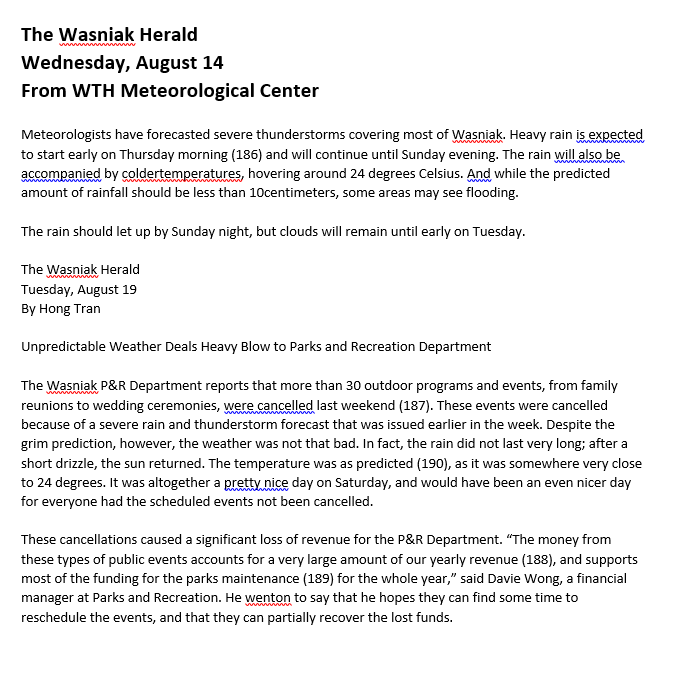 The Wasniak Herald
Wednesday, August 14
From WTH Meteorological Center
Meteorologists have forecasted severe thunderstorms covering most of Wasniak. Heavy rain is expected
to start early on Thursday morning (186) and will continue until Sunday evening. The rain will also be
accompanied by coldertemperatures, hovering around 24 degrees Celsius. And while the predicted
amount of rainfall should be less than 10centimeters, some areas may see flooding.
The rain should let up by Sunday night, but clouds will remain until early on Tuesday.
The Wasniak Herald
Tuesday, August 19
By Hong Tran
Unpredictable Weather Deals Heavy Blow to Parks and Recreation Department
The Wasniak P&R Department reports that more than 30 outdoor programs and events, from family
reunions to wedding ceremonies, were cancelled last weekend (187). These events were cancelled
because of a severe rain and thunderstorm forecast that was issued earlier in the week. Despite the
grim prediction, however, the weather was not that bad. In fact, the rain did not last very long; after a
short drizzle, the sun returned. The temperature was as predicted (190), as it was somewhere very close
to 24 degrees. It was altogether a pretty nice day on Saturday, and would have been an even nicer day
for everyone had the scheduled events not been cancelled.
These cancellations caused a significant loss of revenue for the P&R Department. “The money from
these types of public events accounts for a very large amount of our yearly revenue (188), and supports
most of the funding for the parks maintenance (189) for the whole year,” said Davie Wong, a financial
manager at Parks and Recreation. He wenton to say that he hopes they can find some time to
reschedule the events, and that they can partially recover the lost funds.